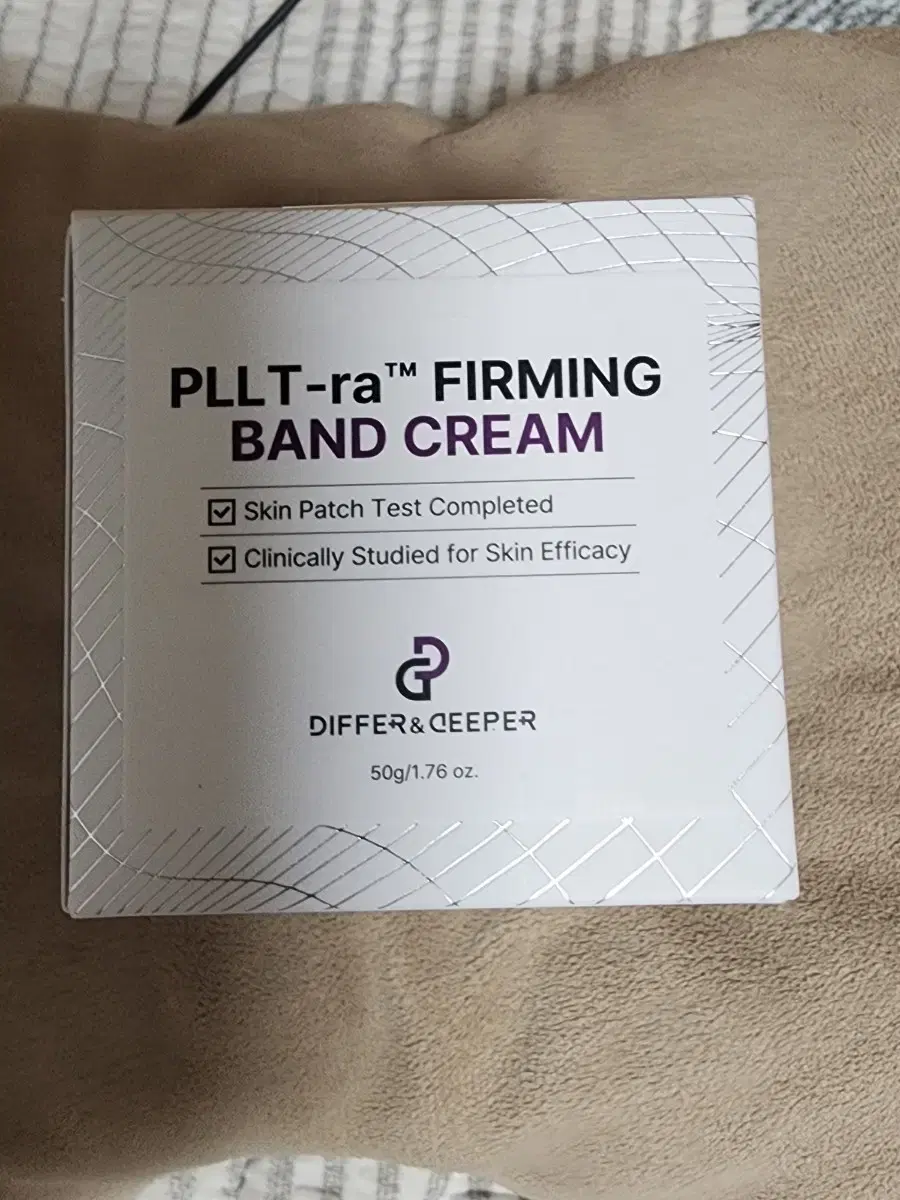 PLLT-ra™ FIRMING
BAND CREAM
Skin Patch Test Completed
Clinically Studied for Skin Efficacy
DIFFER&DEEPER
50g/1.76 oz.